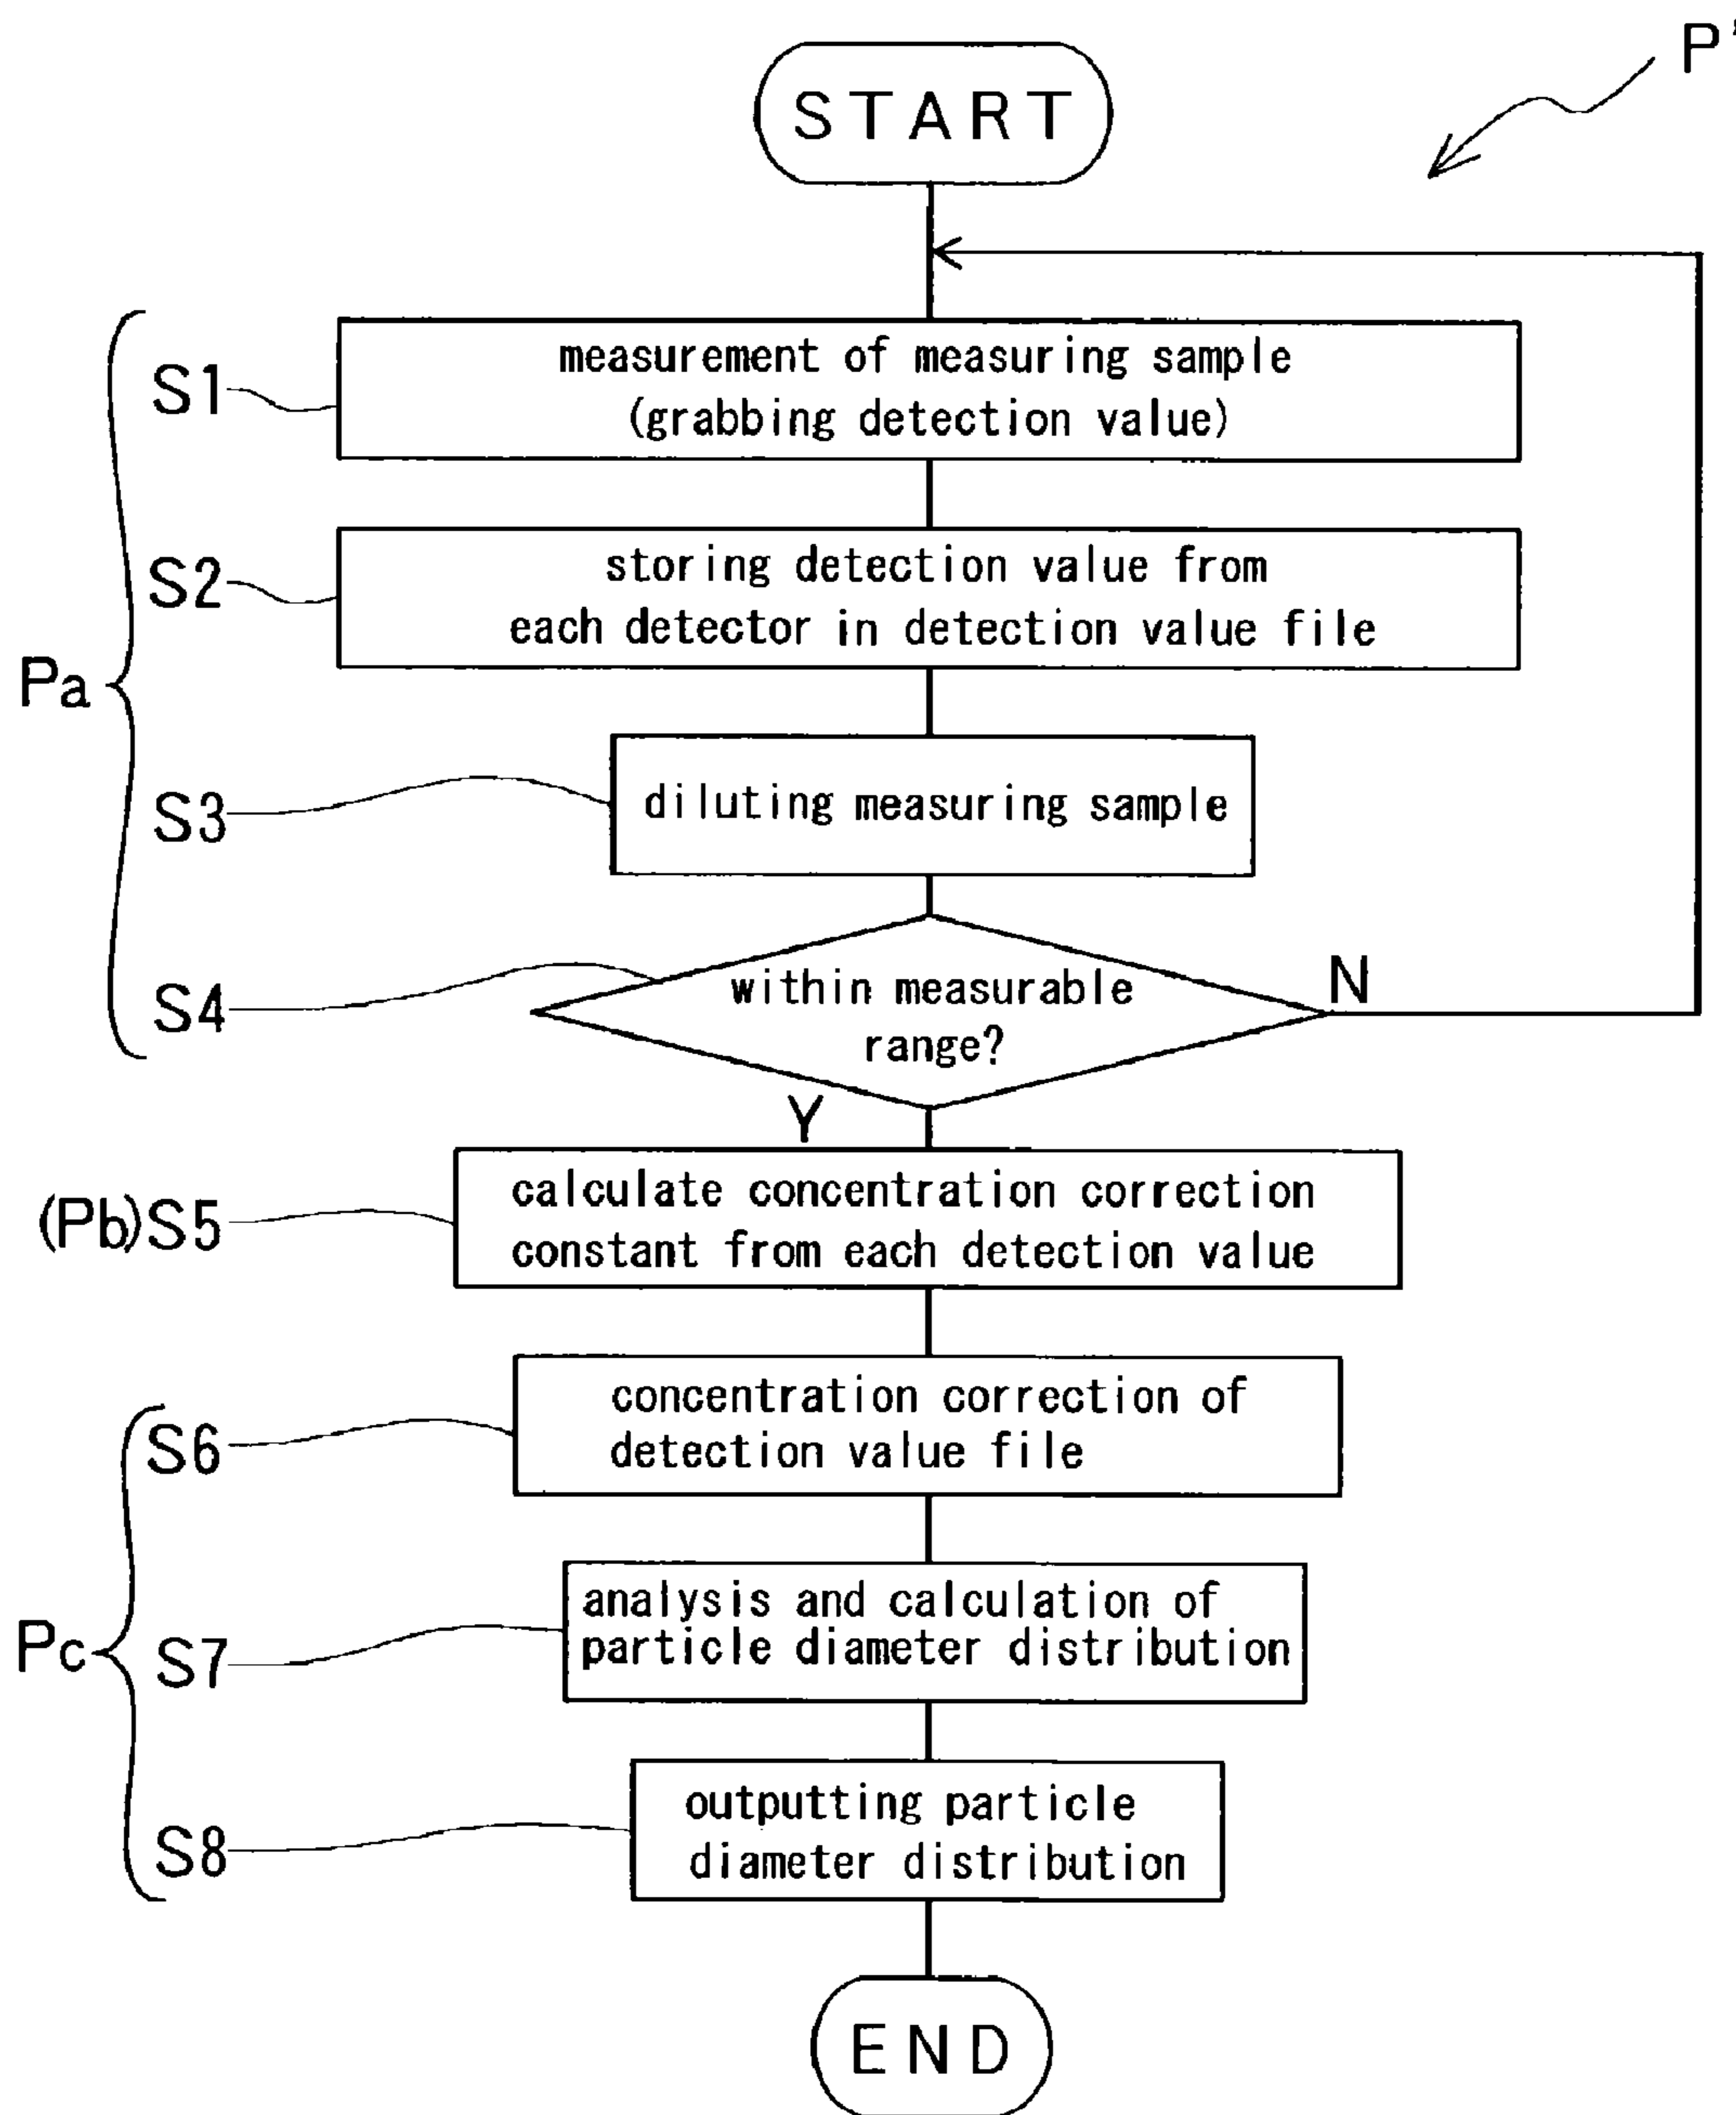 P'
START
S1
measurement of measuring sample
(grabbing detection value)
S2
storing detection value from
each detector in detection value file
Pa
S3
diluting measuring sample
S4
within measurable
range?
N
Y
(Pb)S5
calculate concentration correction
constant from each detection value
S6
concentration correction of
detection value file
Pc
S7
analysis and calculation of
particle diameter distribution
S8
outputting particle
diameter distribution
END